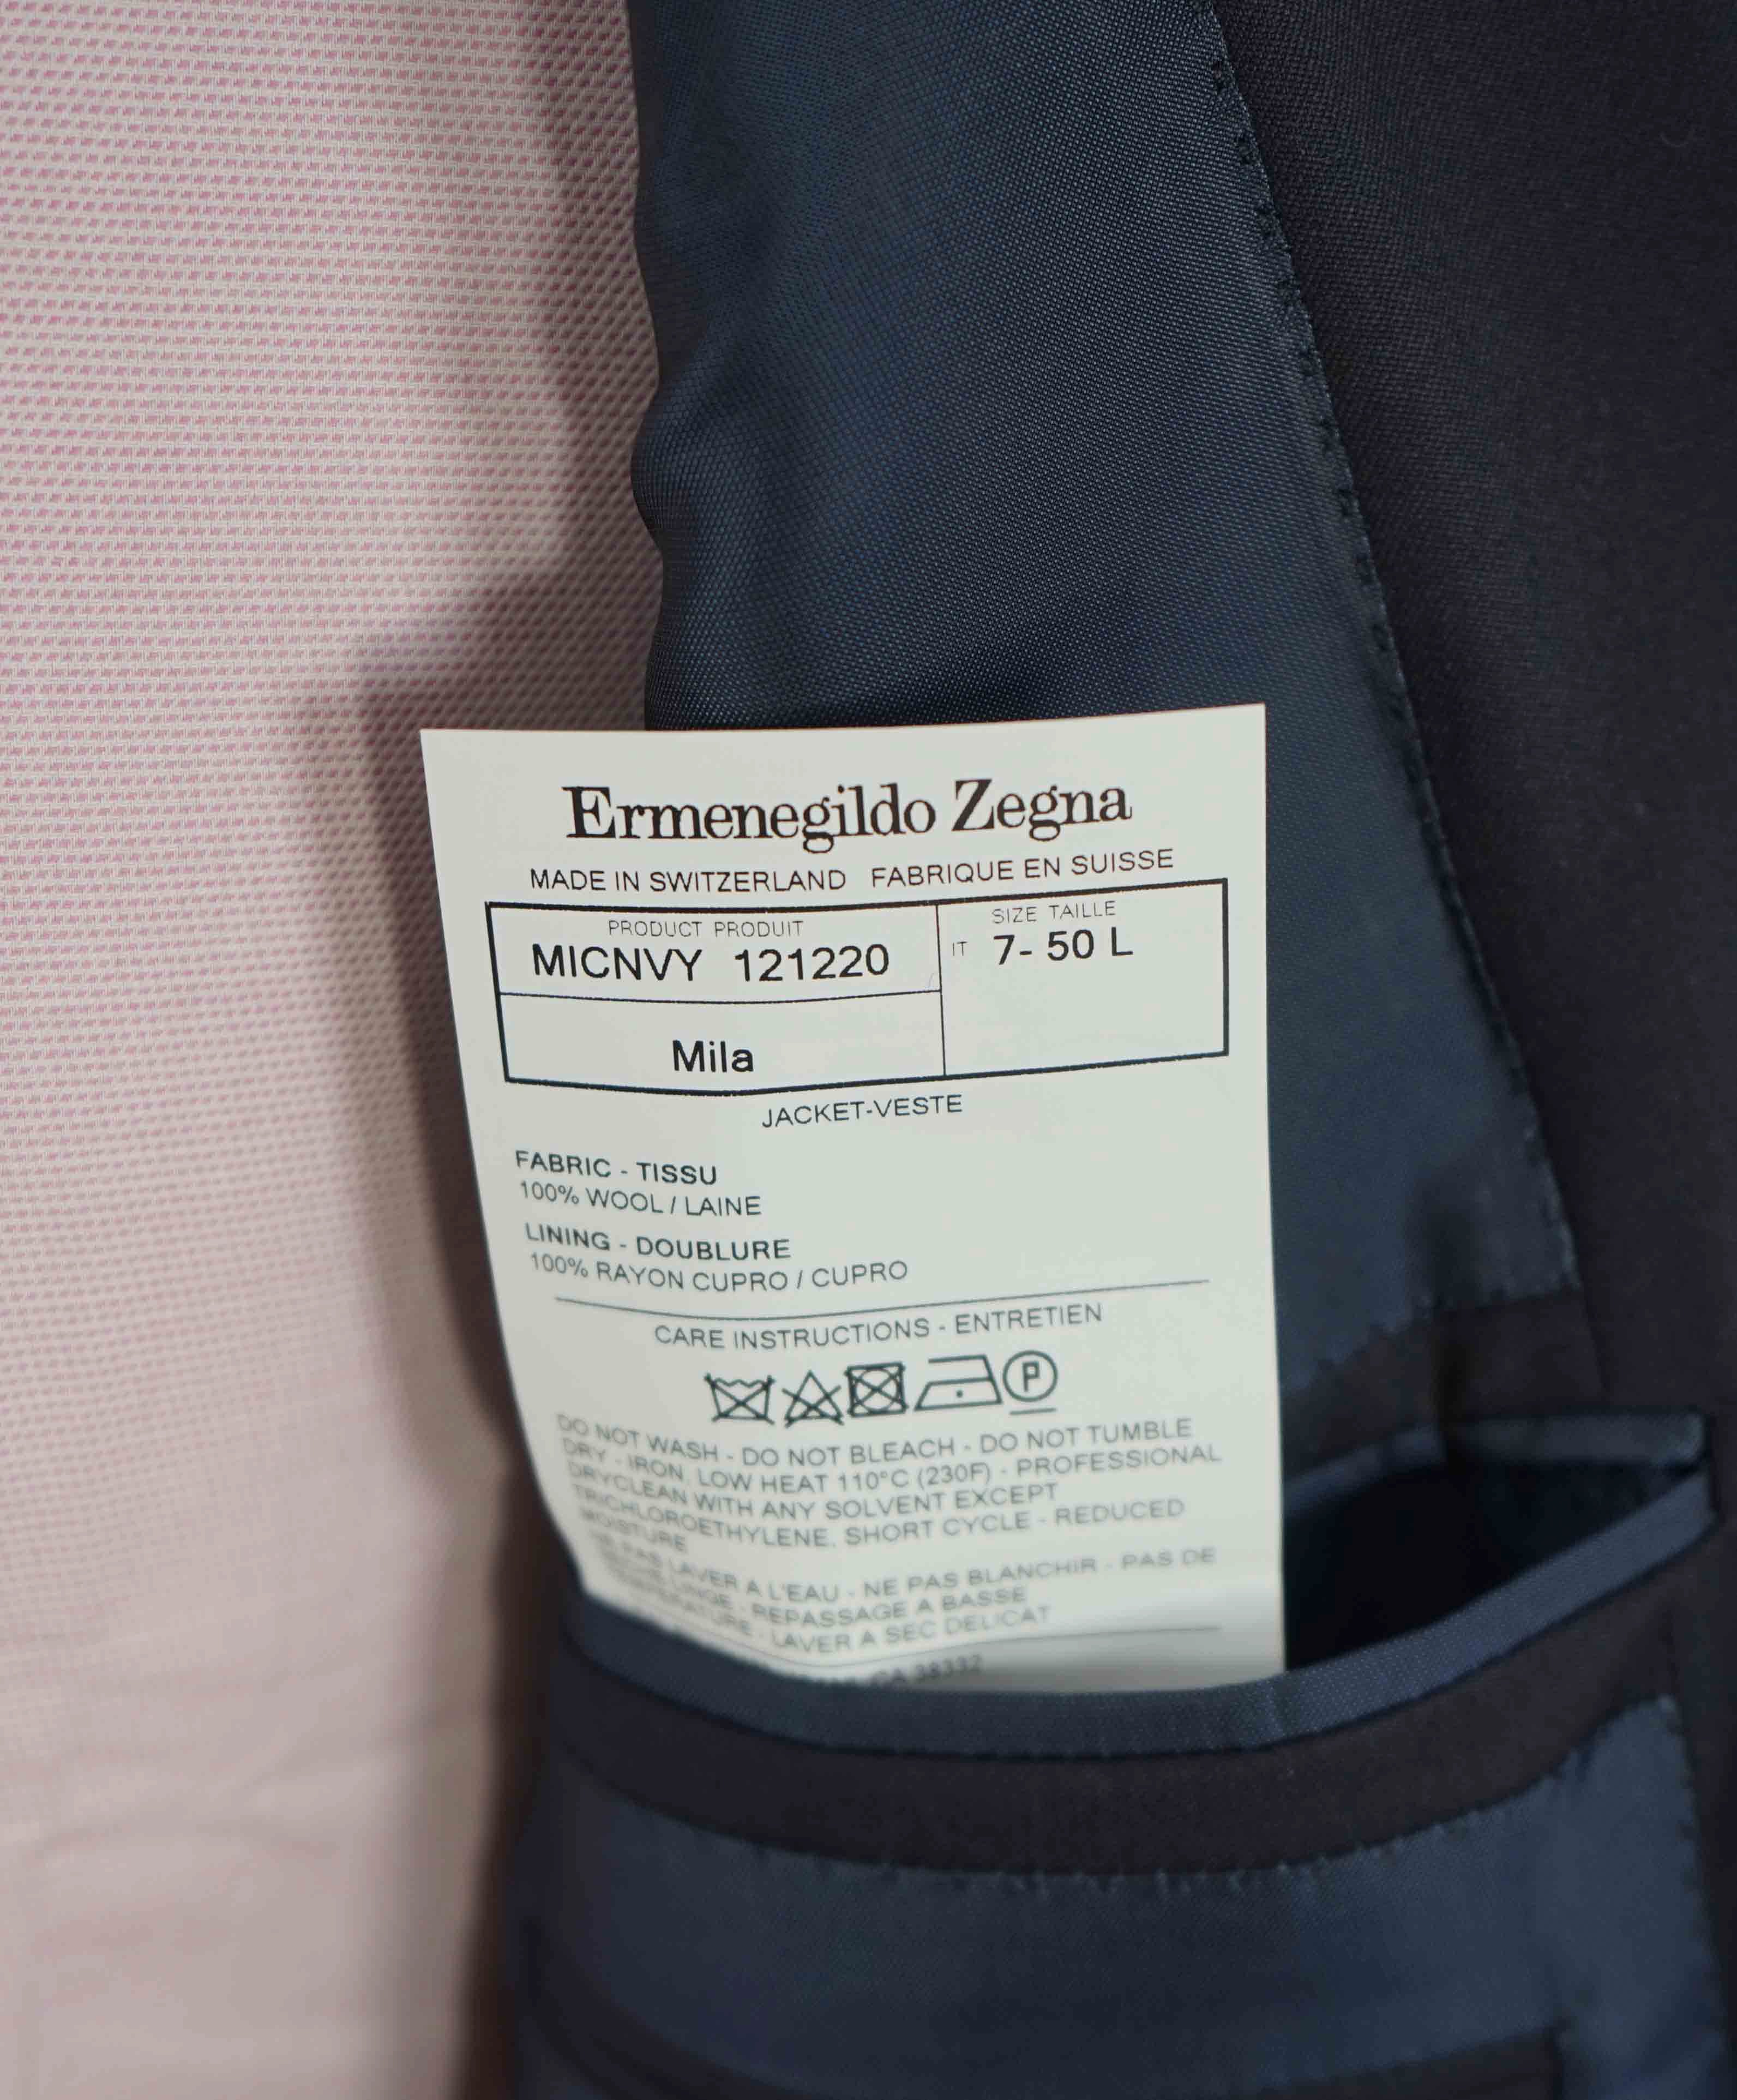 Ermenegildo Zegna
MADE IN SWITZERLAND FABRIQUE EN SUISSE
PRODUCT PRODUIT
MICNVY 121220
SIZE TAILLE
IT 7- 50 L
Mila
JACKET-VESTE
FABRIC - TISSU
100% WOOL / LAINE
LINING - DOUBLURE
100% RAYON CUPRO / CUPRO
CARE INSTRUCTIONS - ENTRETIEN
P
DO NOT WASH - DO NOT BLEACH - DO NOT TUMBLE
DRY - IRON, LOW HEAT 110°C (230F) - PROFESSIONAL
DRYCLEAN WITH ANY SOLVENT EXCEPT
TRICHLOROETHYLENE, SHORT CYCLE - REDUCED
MOISTURE
NE PAS LAVER A L'EAU - NE PAS BLANCHIR - PAS DE
SECHE LINGE - REPASSAGE A BASSE
TEMPERATURE - LAVER A SEC DELICAT
CA 38332